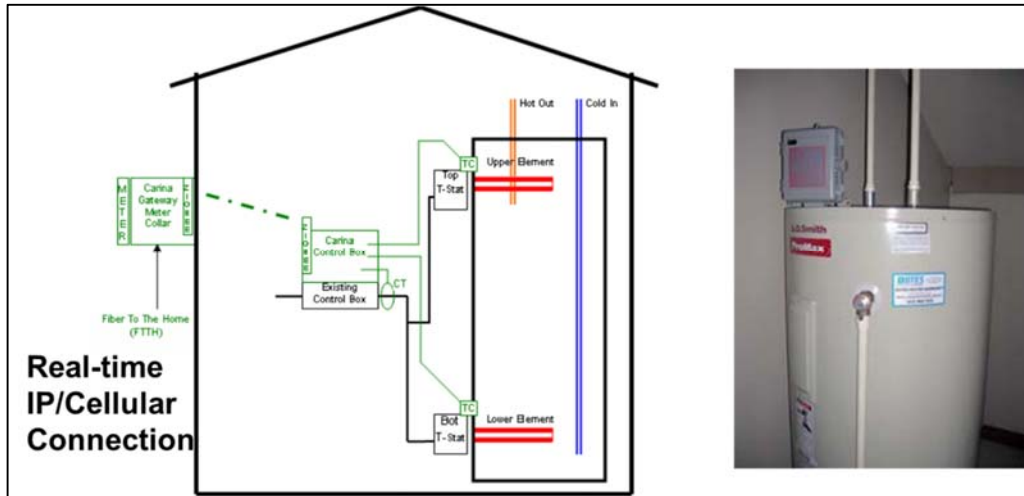 Hot Out
Cold In
TC
Upper Element
Top
T-Stat
METER
Carina
Gateway
Meter
Collar
ZIGBEE
ZIGBEE
Carina
Control Box
CT
Existing
Control Box
Fiber To The Home
(FTTH)
Real-time
IP/Cellular
Connection
TC
Bot
T-Stat
Lower Element
A.O.Smith
ProMax